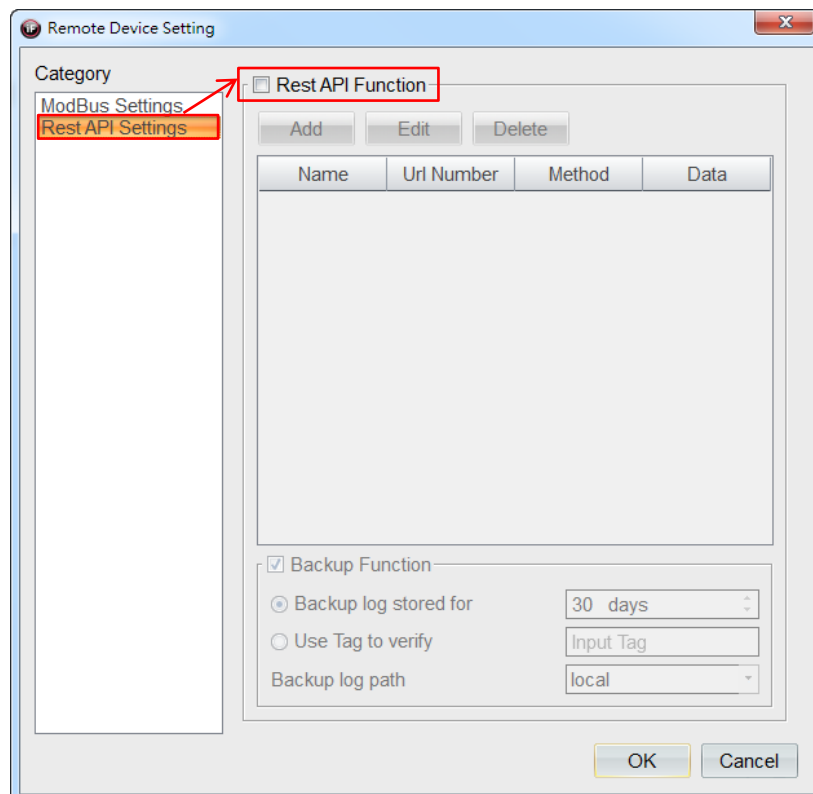 Remote Device Setting
Category
ModBus Settings
Rest API Settings
Rest API Function
Add Edit Delete
Name Url Number Method Data
Backup Function
Backup log stored for 30 days
Use Tag to verify Input Tag
Backup log path local
OK Cancel